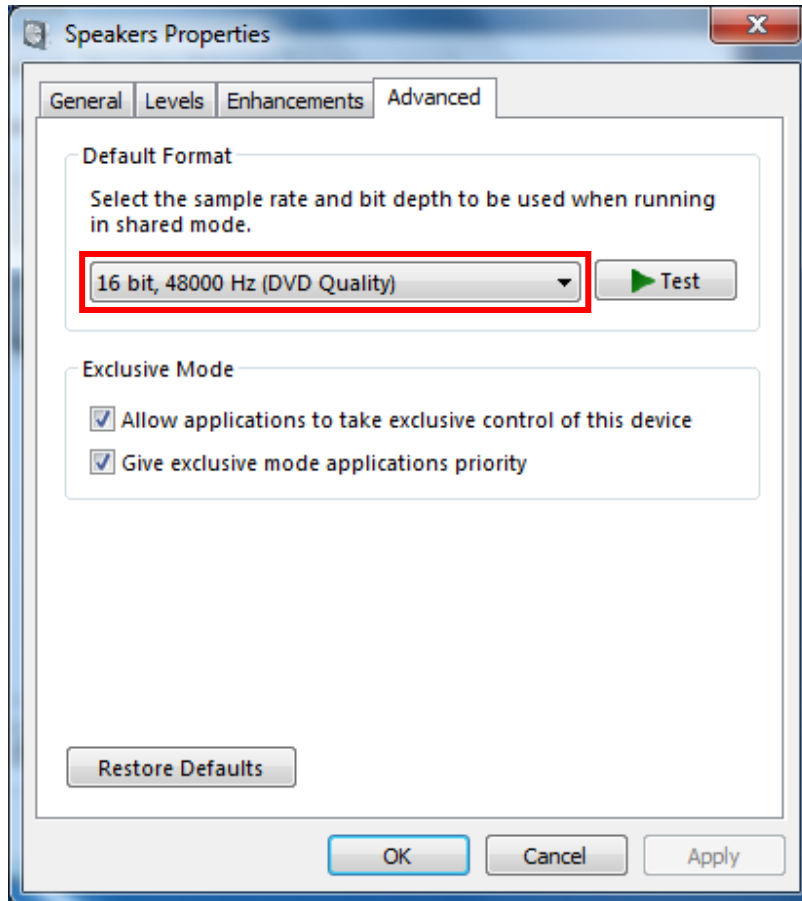 Speakers Properties
General Levels Enhancements Advanced
Default Format
Select the sample rate and bit depth to be used when running
in shared mode.
16 bit, 48000 Hz (DVD Quality) Test
Exclusive Mode
Allow applications to take exclusive control of this device
Give exclusive mode applications priority
Restore Defaults
OK Cancel Apply